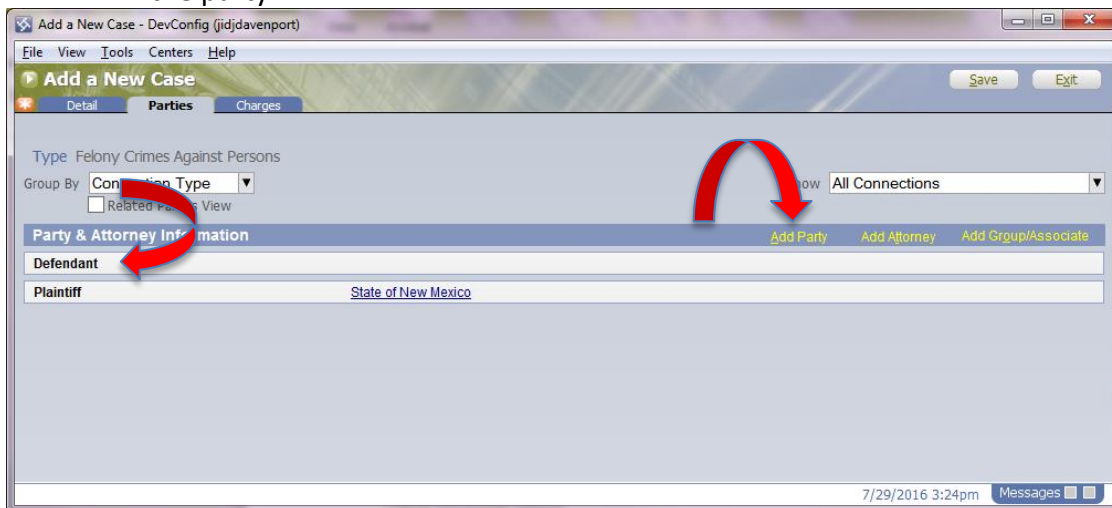 Add a New Case - DevConfig (jidjdavenport)
File View Tools Centers Help
Add a New Case Save Exit
Detail Parties Charges
Type Felony Crimes Against Persons
Group By Type All Connections
View
Party & Attorney Add Party Add Attorney Add Group/Associate
Defendant
Plaintiff State of New Mexico
7/29/2016 3:24pm Messages